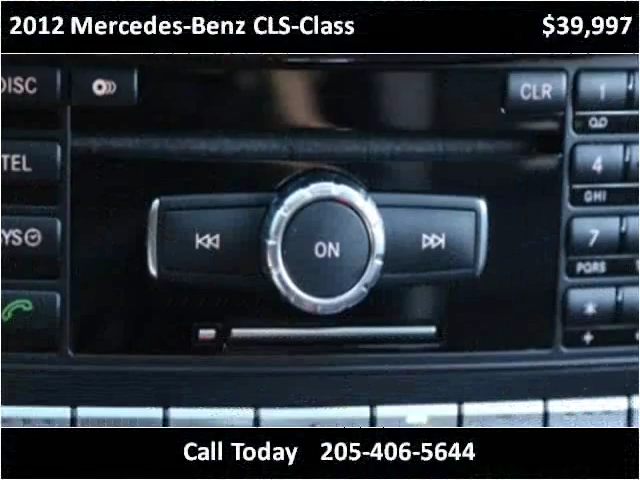 2012 Mercedes-Benz CLS-Class $39,997
DISC CLR 1
TEL 4
GHI
ON 7
YS PQRS
*
+
Call Today 205-406-5644